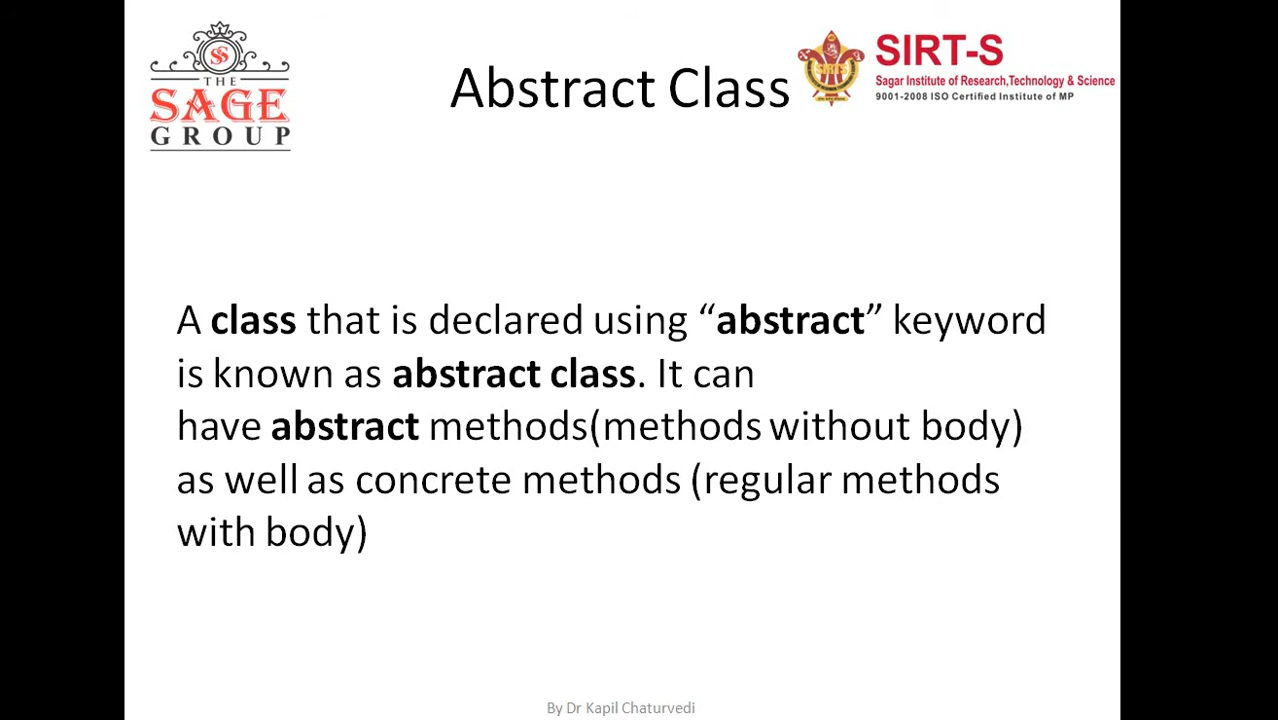 SS
THE
SAGE
GROUP
Abstract Class
SIRTS
SIRT-S
Sagar Institute of Research,Technology & Science
9001-2008 ISO Certified Institute of MP
A class that is declared using “abstract” keyword
is known as abstract class. It can
have abstract methods(methods without body)
as well as concrete methods (regular methods
with body)
By Dr Kapil Chaturvedi